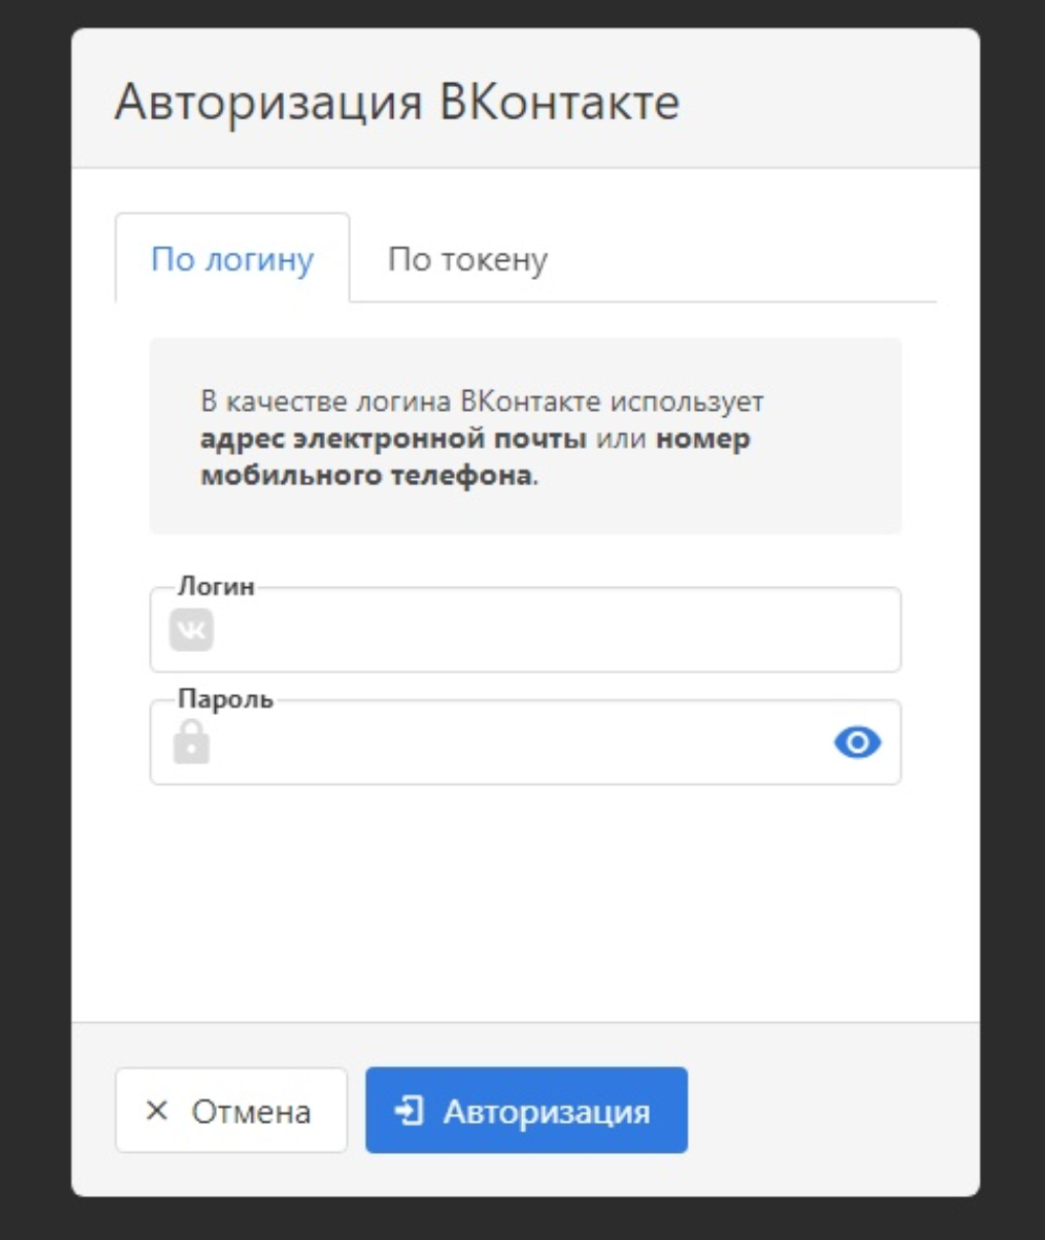 Авторизация ВКонтакте
По логину
По токену
В качестве логина ВКонтакте использует
адрес электронной почты или номер
мобильного телефона.
Логин
Пароль
Отмена
Авторизация